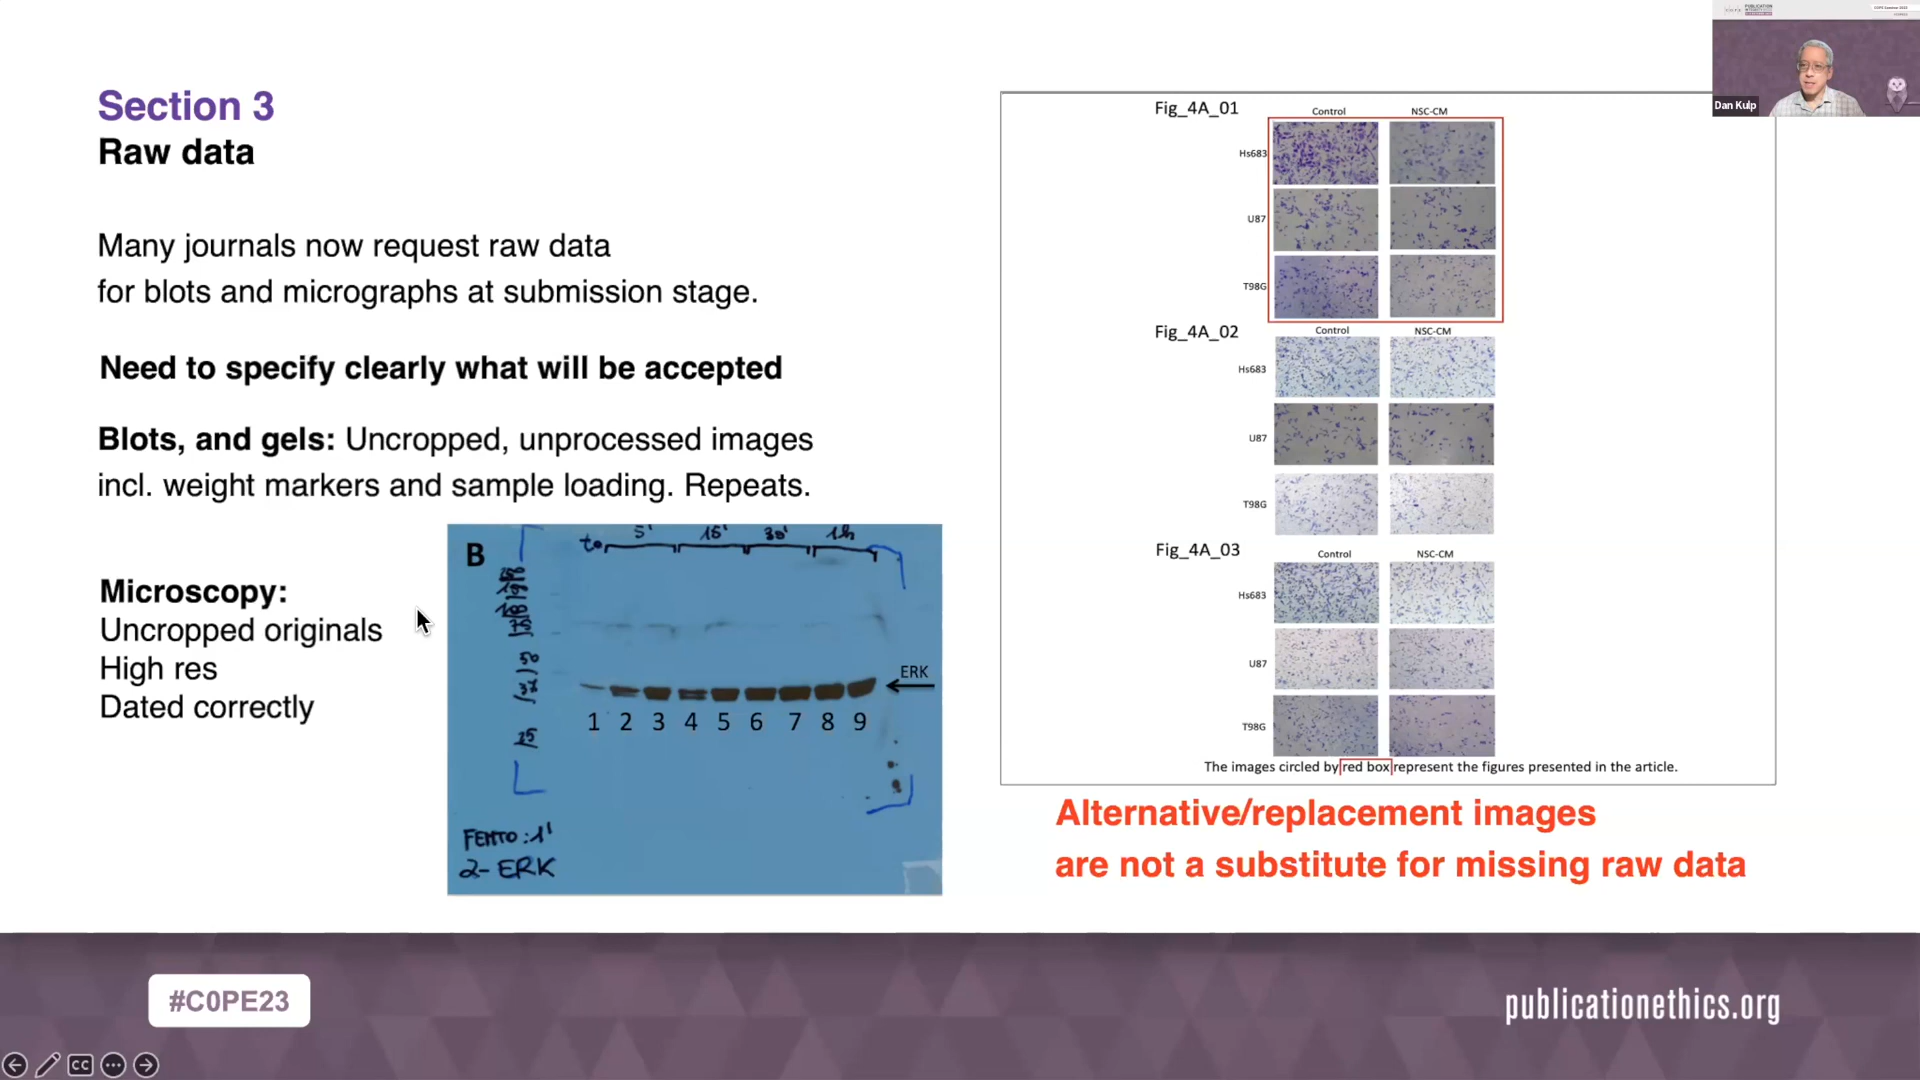 Section 3
Raw data
Many journals now request raw data
for blots and micrographs at submission stage.
Need to specify clearly what will be accepted
Blots, and gels: Uncropped, unprocessed images
incl. weight markers and sample loading. Repeats.
Microscopy:
Uncropped originals
High res
Dated correctly
B
to 5' 15' 30' 1h
50
37
25
ERK
1 2 3 4 5 6 7 8 9
FEMTO: 1'
2- ERK
Fig_4A_01
Control NSC-CM
Hs683
U87
T98G
Fig_4A_02
Control NSC-CM
Hs683
U87
T98G
Fig_4A_03
Control NSC-CM
Hs683
U87
T98G
The images circled by red box represent the figures presented in the article.
Alternative/replacement images
are not a substitute for missing raw data
Dan Kulp
#C0PE23
publicationethics.org
CC